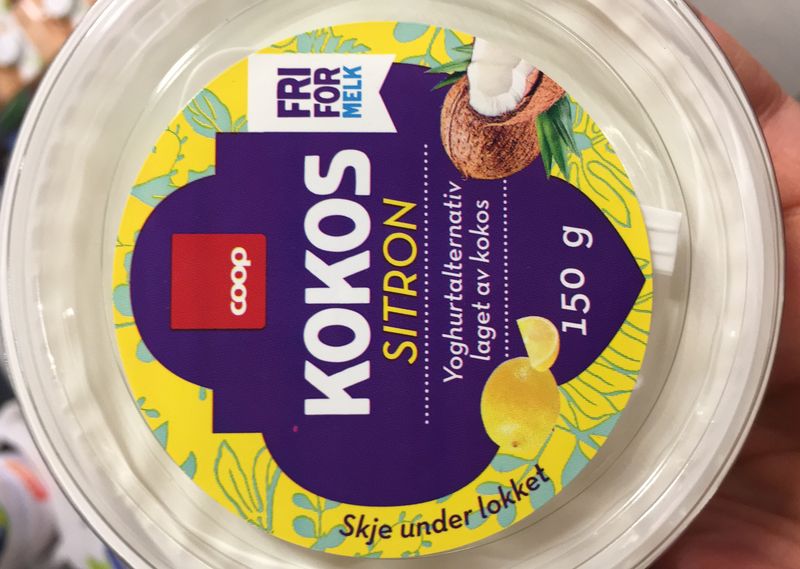 FRI
FOR
MELK
coop
KOKOS
SITRON
Yoghurtalternativ
laget av kokos
150 g
Skje under lokket